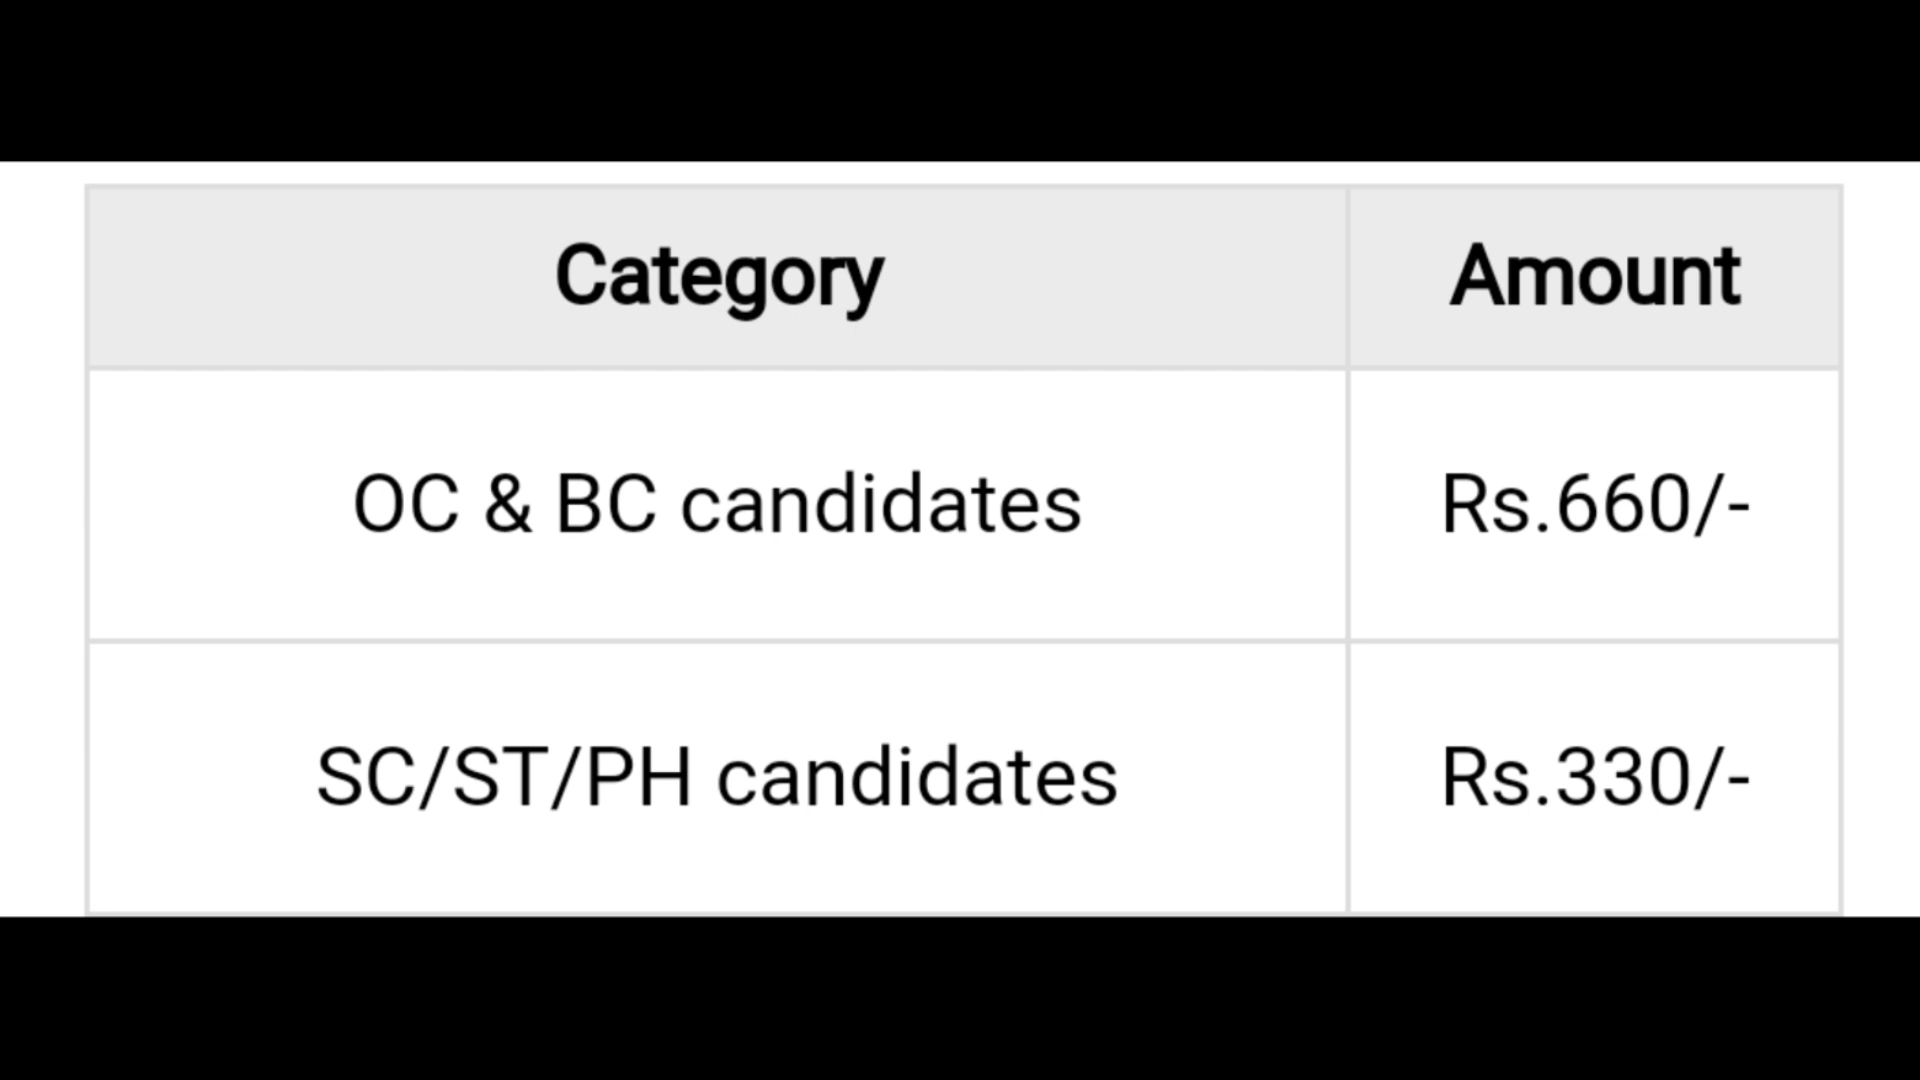 Category Amount
OC & BC candidates Rs.660/-
SC/ST/PH candidates Rs.330/-